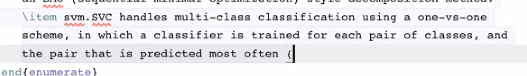 an SMO (Sequential Minimal Optimization) style decomposition method.
\item svm.SVC handles multi-class classification using a one-vs-one
scheme, in which a classifier is trained for each pair of classes, and
the pair that is predicted most often (
end{enumerate}